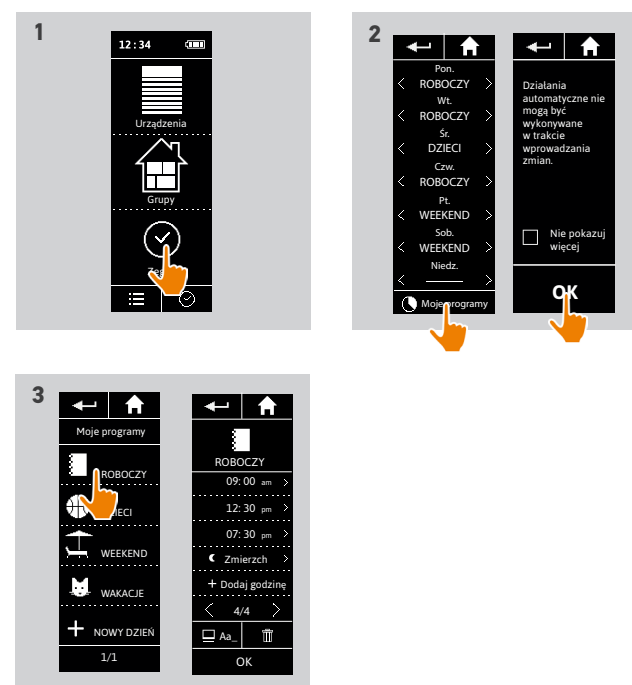 1
12:34
Urządzenia
Grupy
2
Pon.
ROBOCZY
Wt.
ROBOCZY
Śr.
DZIECI
Czw.
ROBOCZY
Pt.
WEEKEND
Sob.
WEEKEND
Niedz.
Moje programy
Działania
automatyczne nie
mogą być
wykonywane
w trakcie
wprowadzania
zmian.
Nie pokazuj
więcej
OK
3
Moje programy
ROBOCZY
WEEKEND
WAKACJE
+ NOWY DZIEŃ
1/1
ROBOCZY
09:00 am
12:30 pm
07:30 pm
Zmierzch
+ Dodaj godzinę
4/4
Aa_
OK